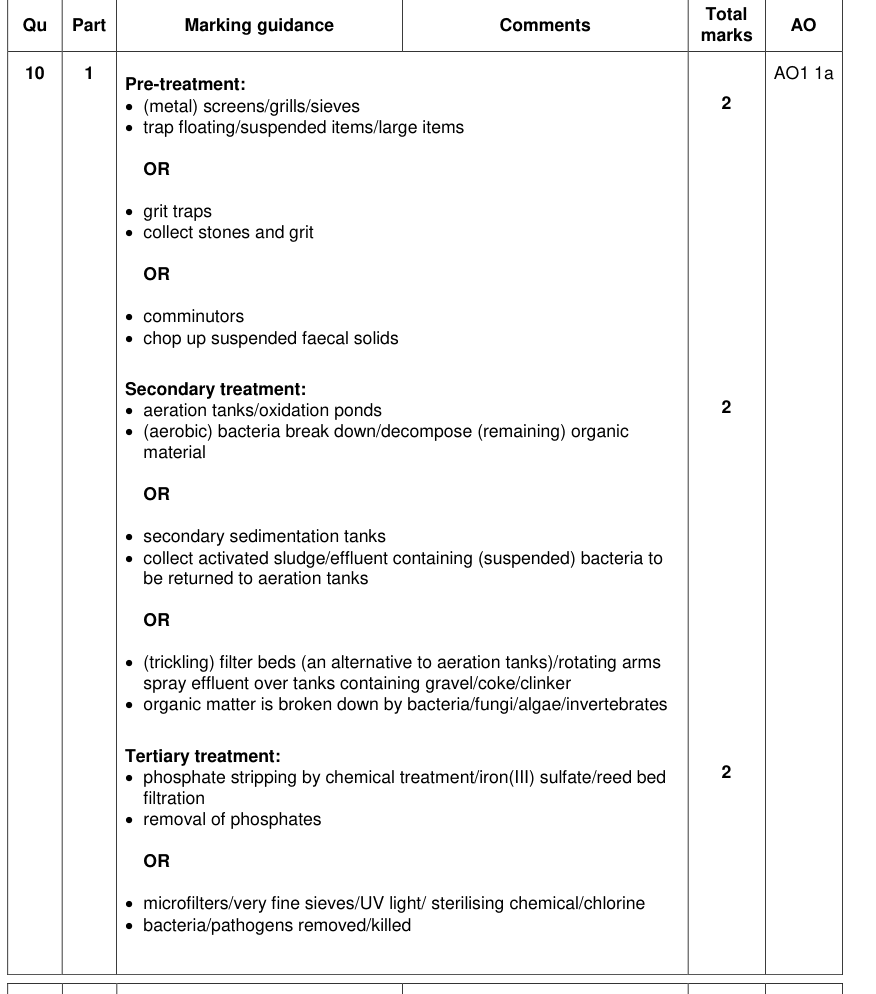 Qu Part Marking guidance Comments Total marks AO
10 1 AO1 1a
Pre-treatment:
• (metal) screens/grills/sieves 2
• trap floating/suspended items/large items
OR
• grit traps
• collect stones and grit
OR
• comminutors
• chop up suspended faecal solids
Secondary treatment:
• aeration tanks/oxidation ponds 2
• (aerobic) bacteria break down/decompose (remaining) organic
material
OR
• secondary sedimentation tanks
• collect activated sludge/effluent containing (suspended) bacteria to
be returned to aeration tanks
OR
• (trickling) filter beds (an alternative to aeration tanks)/rotating arms
spray effluent over tanks containing gravel/coke/clinker
• organic matter is broken down by bacteria/fungi/algae/invertebrates
Tertiary treatment:
• phosphate stripping by chemical treatment/iron(III) sulfate/reed bed 2
filtration
• removal of phosphates
OR
• microfilters/very fine sieves/UV light/ sterilising chemical/chlorine
• bacteria/pathogens removed/killed